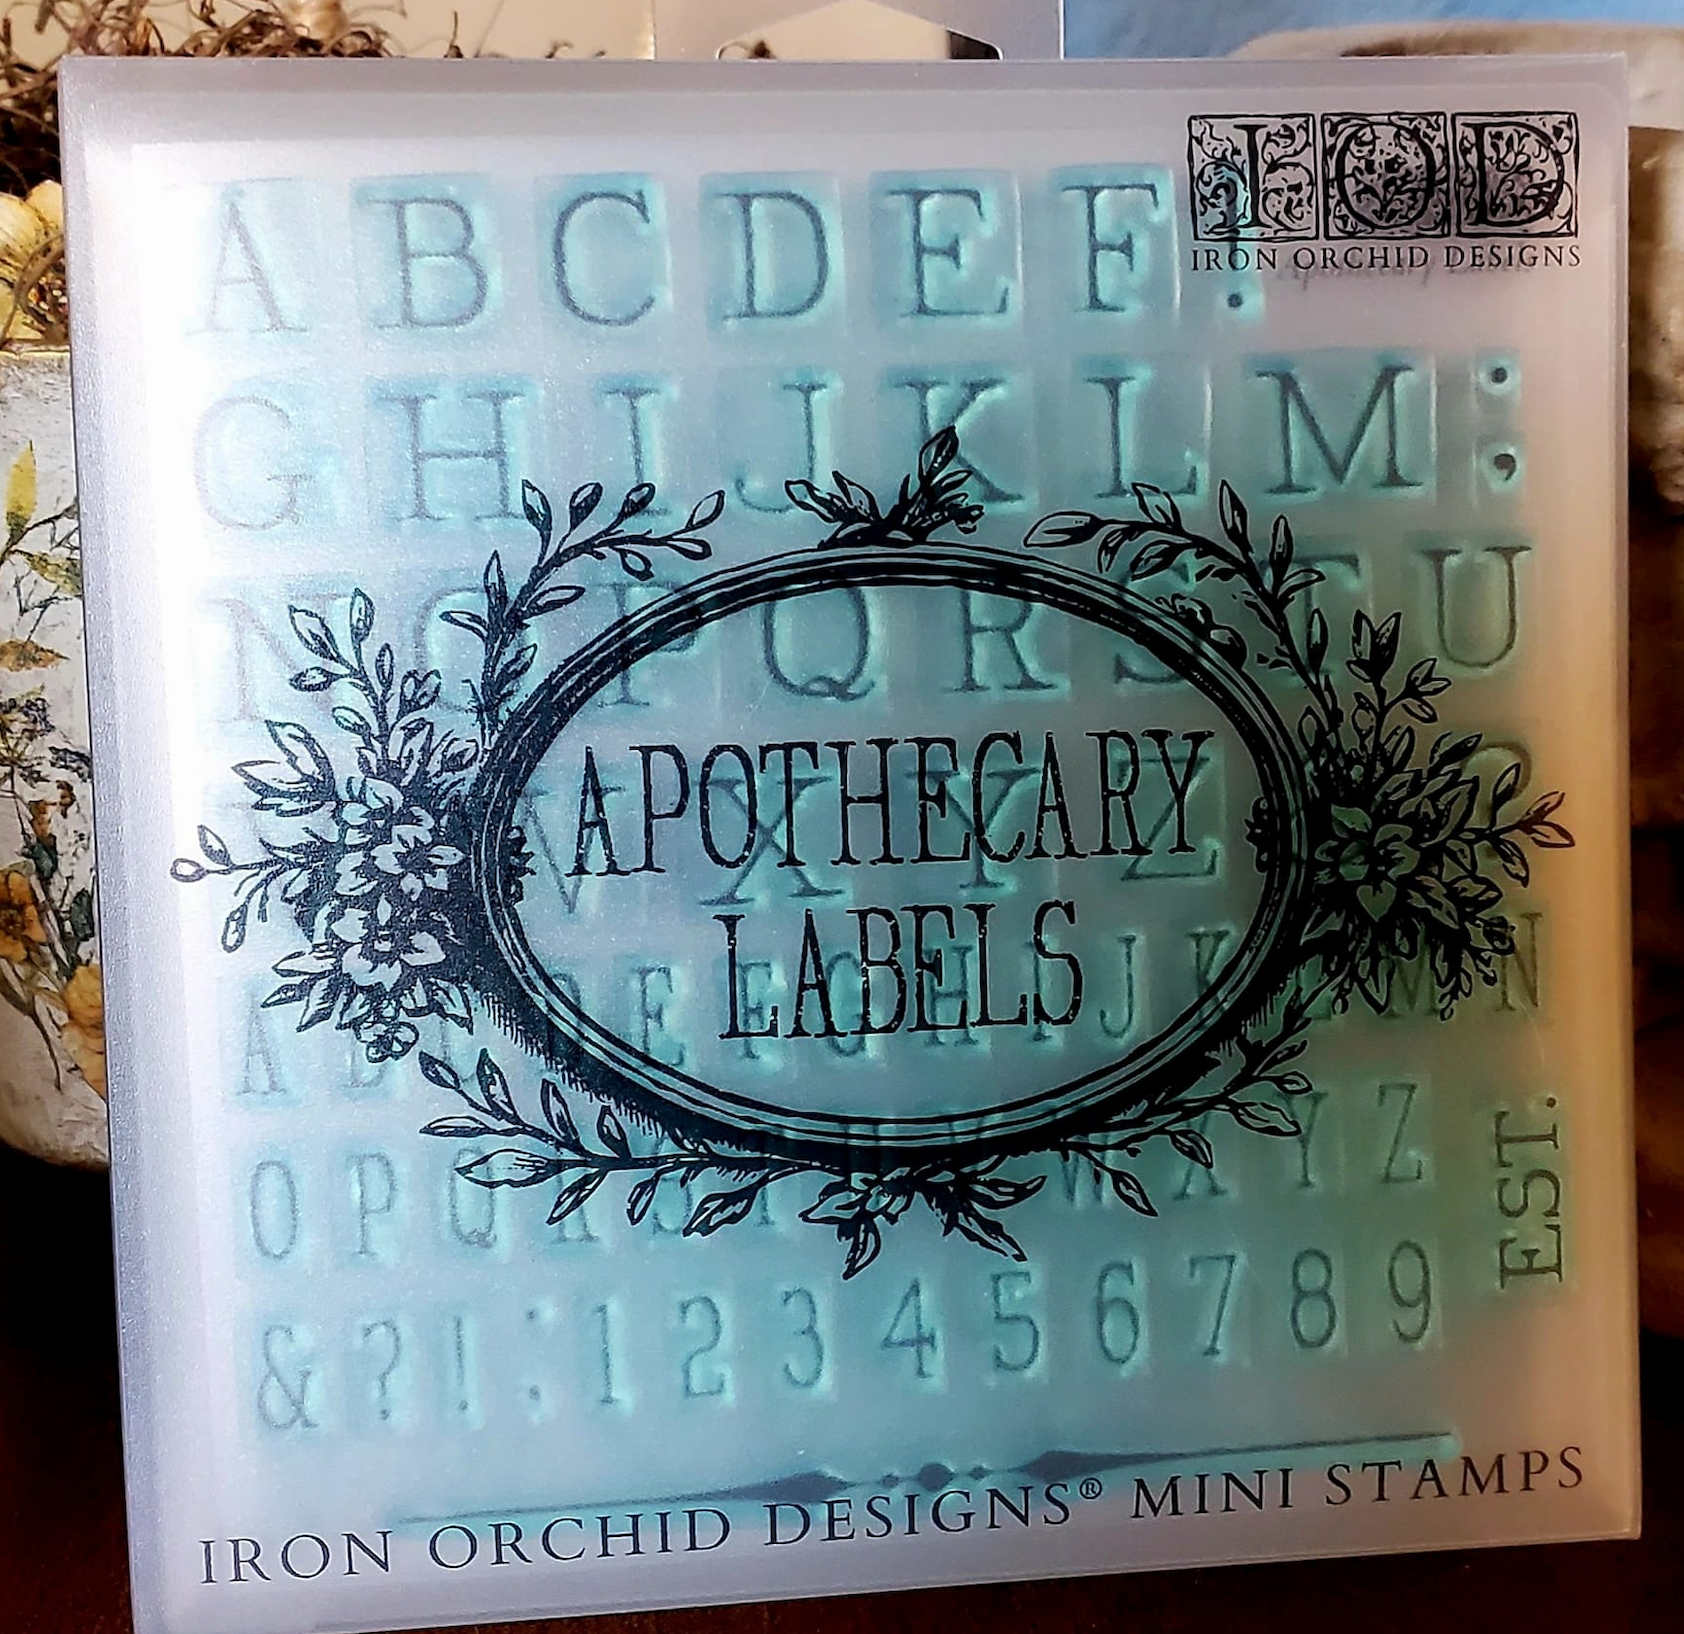 IOD
IRON ORCHID DESIGNS
A B C D E F .
G H I J K L M : ;
N O P Q R S T U
V X Y Z
APOTHECARY
LABELS
A E F G H I J K M N
O P Q R S T W X Y Z
EST.
& ? ! : 1 2 3 4 5 6 7 8 9
IRON ORCHID DESIGNS® MINI STAMPS